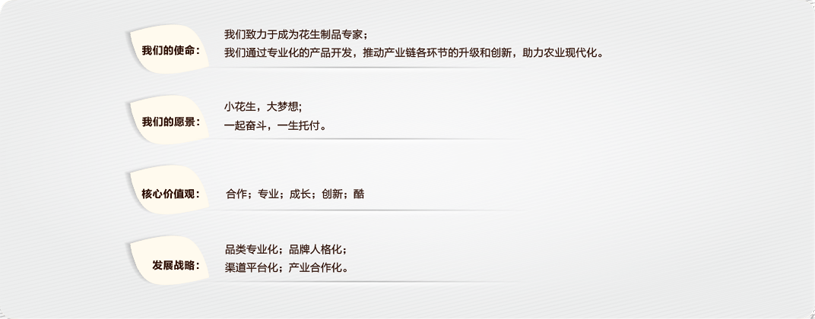 我们的使命：
我们致力于成为花生制品专家；
我们通过专业化的产品开发，推动产业链各环节的升级和创新，助力农业现代化。
我们的愿景：
小花生，大梦想；
一起奋斗，一生托付。
核心价值观：
合作；专业；成长；创新；酷
发展战略：
品类专业化；品牌人格化；
渠道平台化；产业合作化。